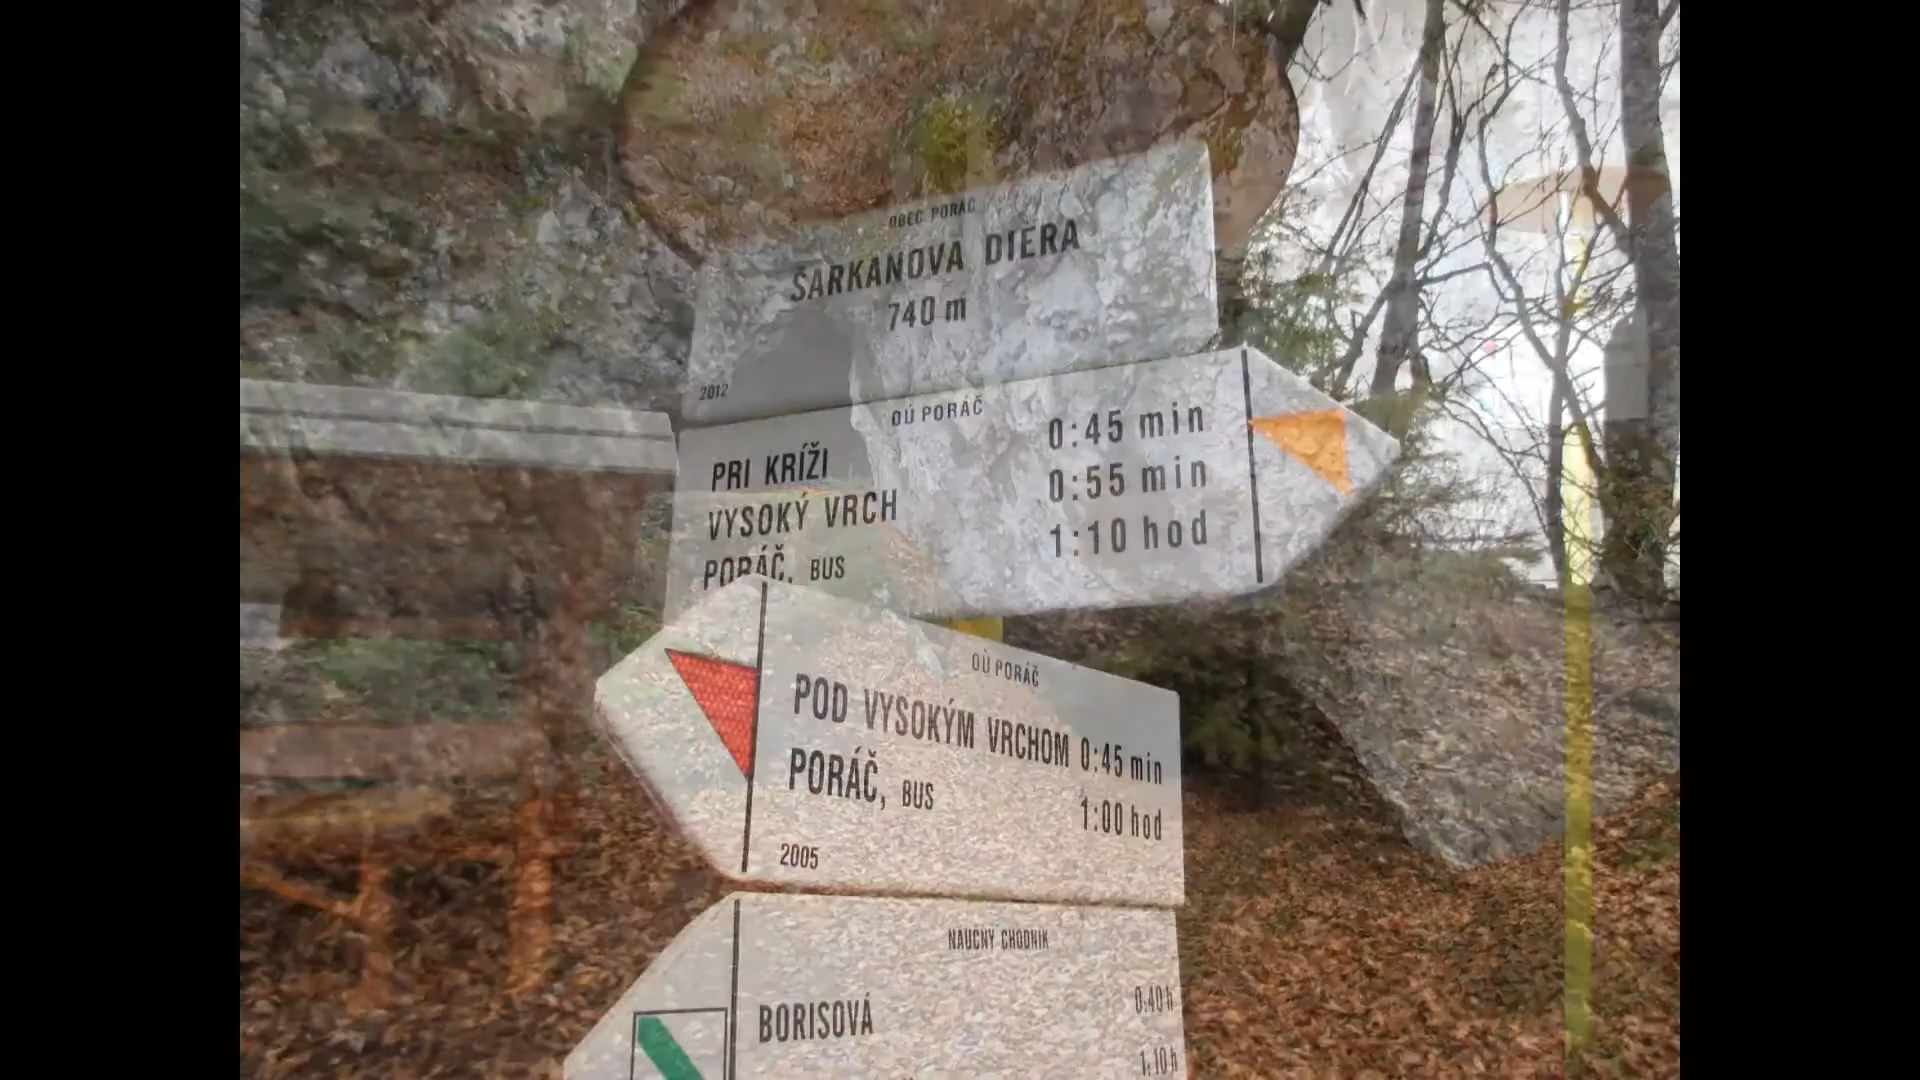 OBEC PORÁČ
ŠARKANOVA DIERA
740 m
2012
OÚ PORÁČ
PRI KRÍŽI 0:45 min
VYSOKÝ VRCH 0:55 min
PORÁČ, BUS 1:10 hod
OÚ PORÁČ
POD VYSOKÝM VRCHOM 0:45 min
PORÁČ, BUS 1:00 hod
2005
NÁUČNÝ CHODNÍK
BORISOVÁ 0:40 h
1:10 h